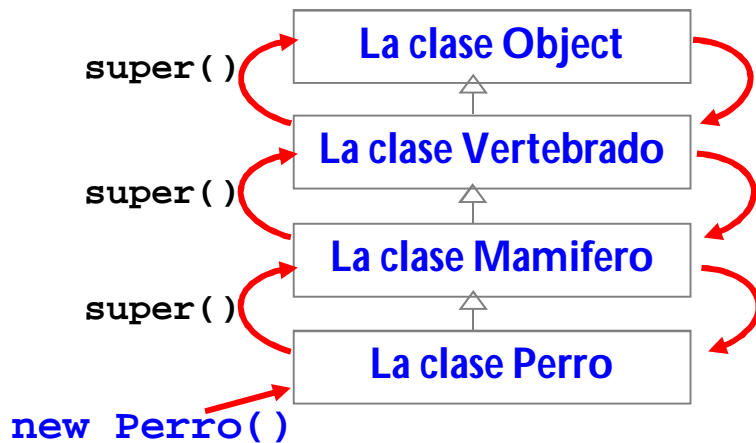 La clase Object
super()
La clase Vertebrado
super()
La clase Mamifero
super()
La clase Perro
new Perro()